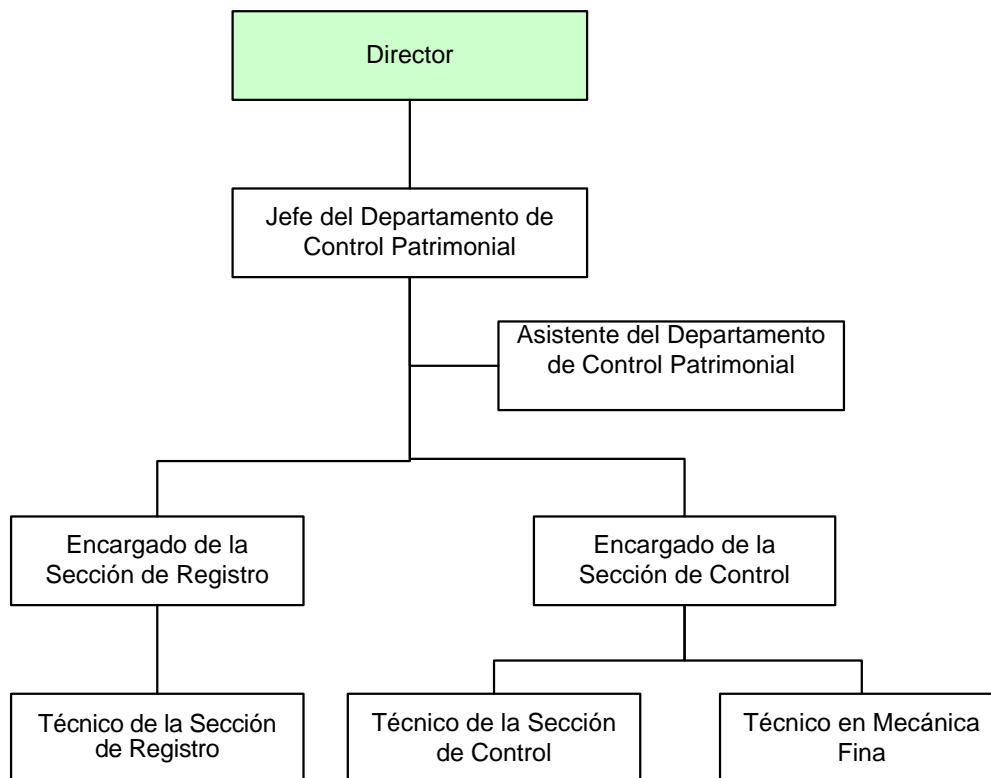 Director
Jefe del Departamento de
Control Patrimonial
Asistente del Departamento
de Control Patrimonial
Encargado de la
Sección de Registro
Encargado de la
Sección de Control
Técnico de la Sección
de Registro
Técnico de la Sección
de Control
Técnico en Mecánica
Fina